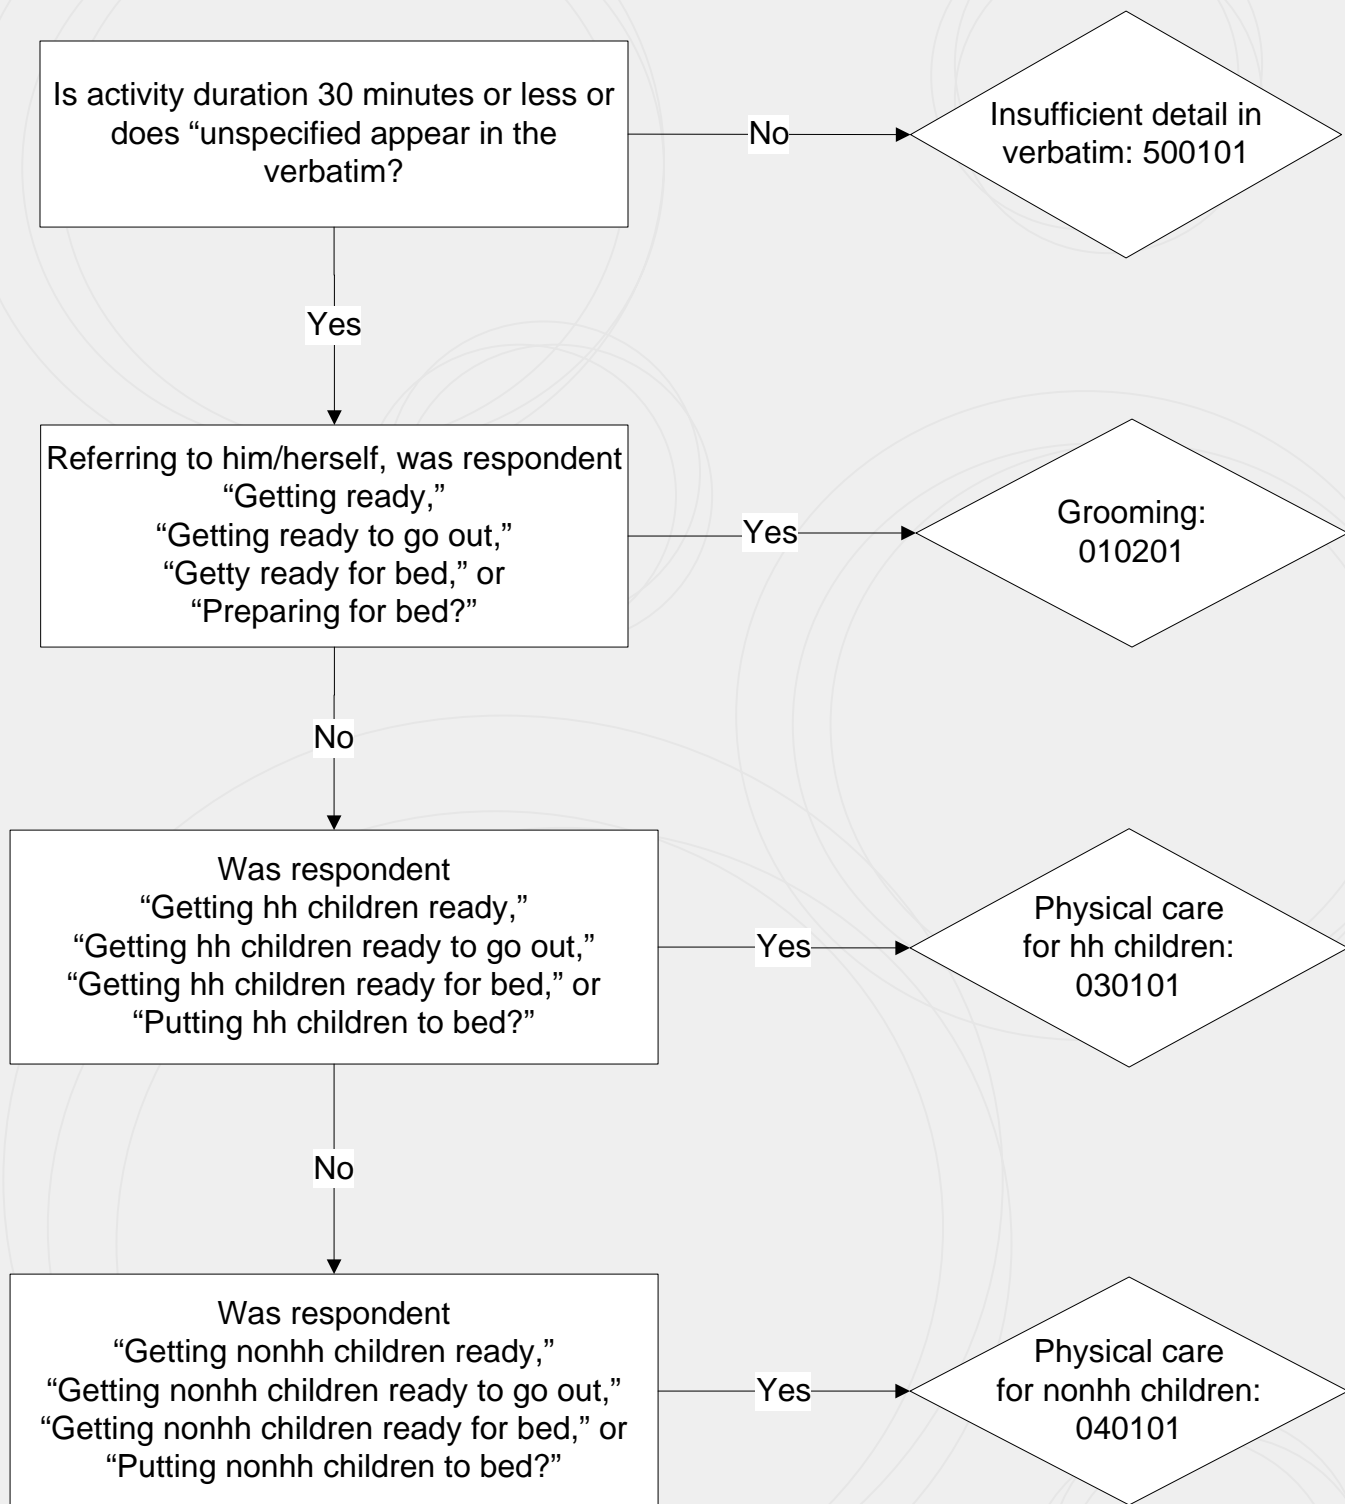 Is activity duration 30 minutes or less or
does “unspecified appear in the
verbatim?
No
Insufficient detail in
verbatim: 500101
Yes
Referring to him/herself, was respondent
“Getting ready,”
“Getting ready to go out,”
“Getty ready for bed,” or
“Preparing for bed?”
Yes
Grooming:
010201
No
Was respondent
“Getting hh children ready,”
“Getting hh children ready to go out,”
“Getting hh children ready for bed,” or
“Putting hh children to bed?”
Yes
Physical care
for hh children:
030101
No
Was respondent
“Getting nonhh children ready,”
“Getting nonhh children ready to go out,”
“Getting nonhh children ready for bed,” or
“Putting nonhh children to bed?”
Yes
Physical care
for nonhh children:
040101